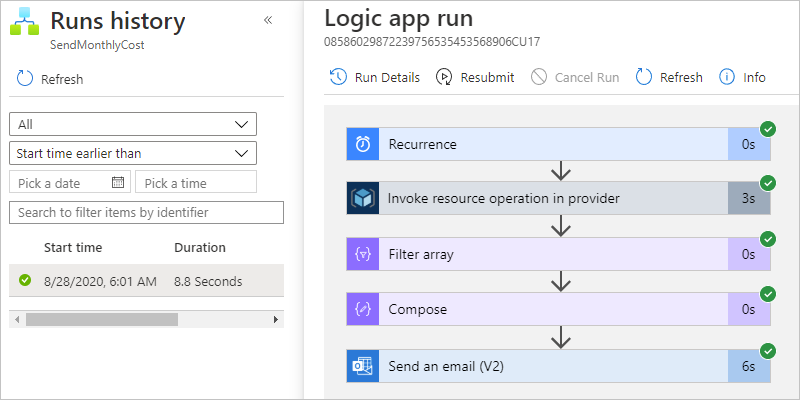 Runs history
SendMonthlyCost
Refresh
All
Start time earlier than
Pick a date
Pick a time
Search to filter items by identifier
Start time Duration
8/28/2020, 6:01 AM 8.8 Seconds
Logic app run
08586029872239756535453568906CU17
Run Details Resubmit Cancel Run Refresh Info
Recurrence 0s
Invoke resource operation in provider 3s
Filter array 0s
Compose 0s
Send an email (V2) 6s